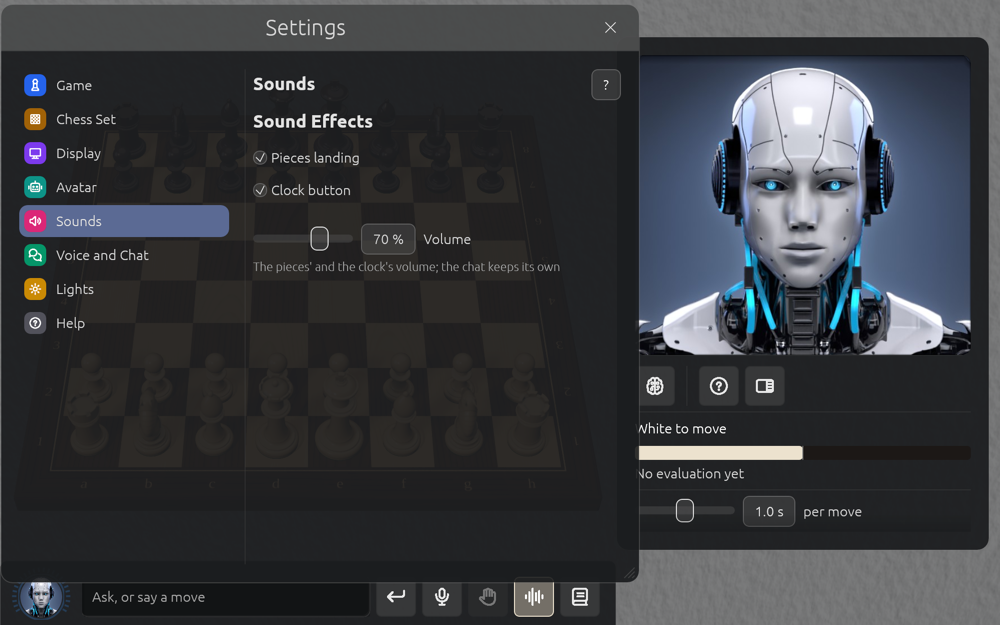 Settings
Game
Chess Set
Display
Avatar
Sounds
Voice and Chat
Lights
Help
Sounds
?
Sound Effects
Pieces landing
Clock button
70 % Volume
The pieces' and the clock's volume; the chat keeps its own
a b c d e f g h
White to move
No evaluation yet
1.0 s per move
Ask, or say a move